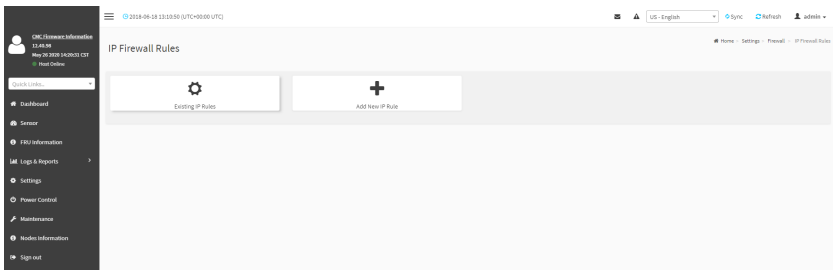 2018-06-18 13:10:50 (UTC+00:00 UTC)
US - English
Sync
Refresh
admin
CMC Firmware Information
12.40.98
May 26 2020 14:20:32 CST
Host Online
IP Firewall Rules
Home - Settings - Firewall - IP Firewall Rules
Quick Links...
Existing IP Rules
Add New IP Rule
Dashboard
Sensor
FRU Information
Logs & Reports
Settings
Power Control
Maintenance
Nodes Information
Sign out